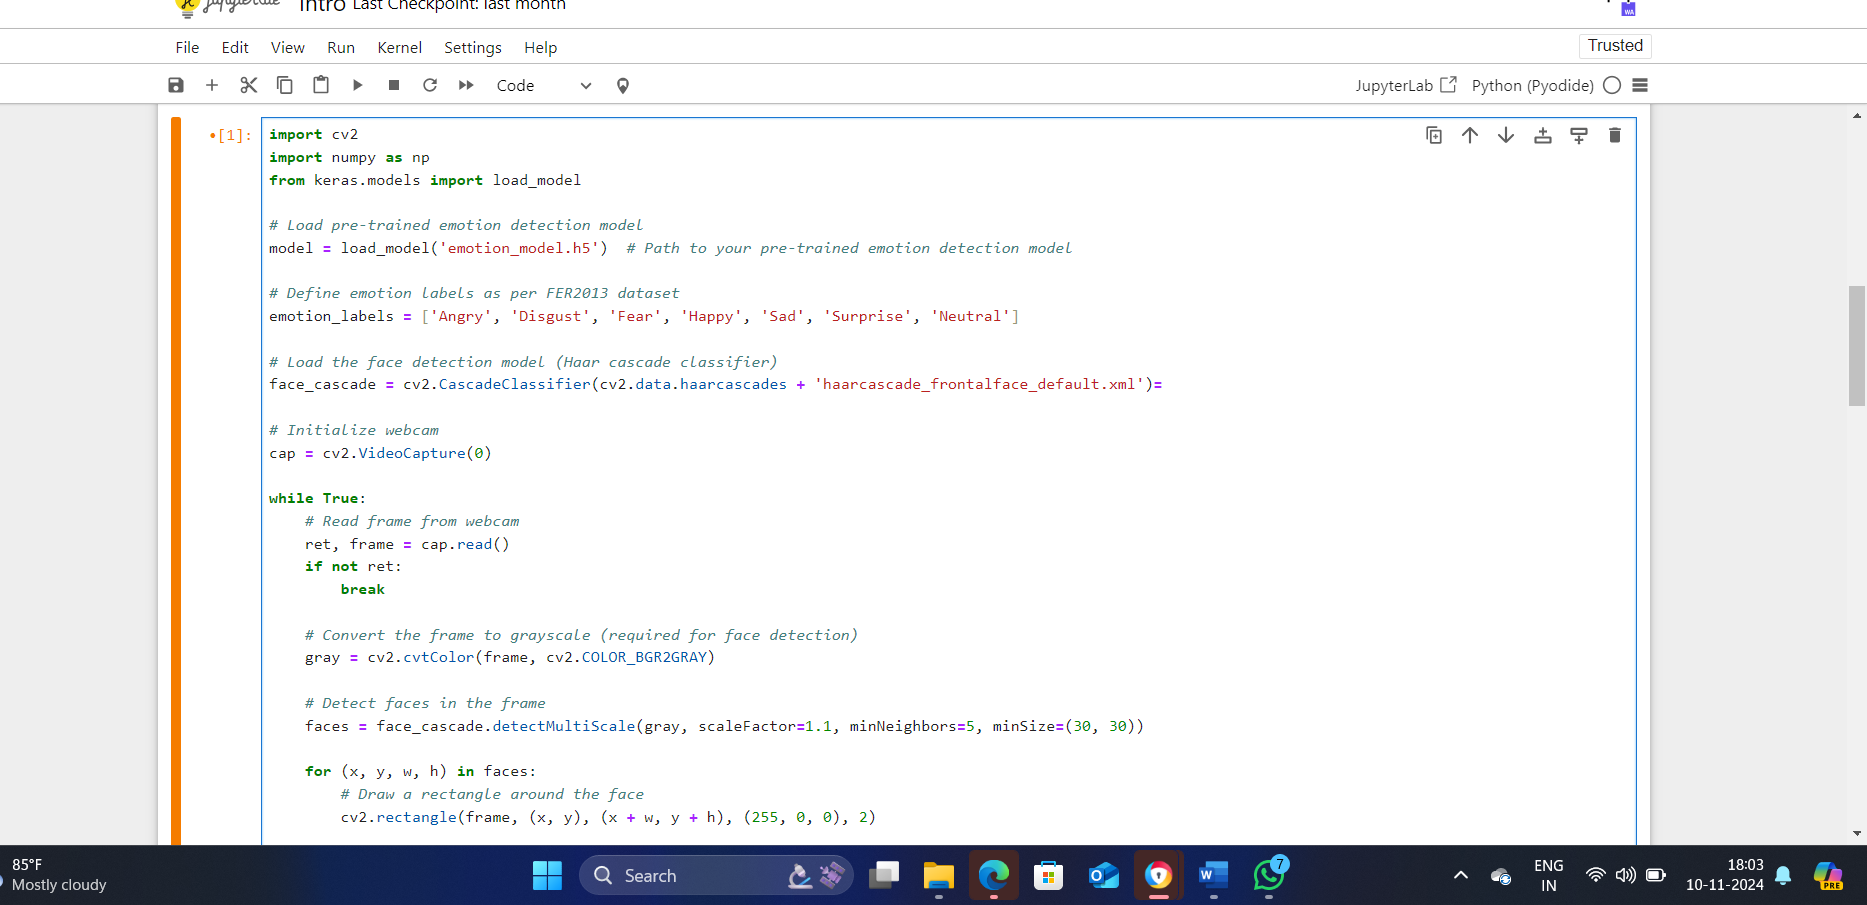 Intro Last Checkpoint: last month
File Edit View Run Kernel Settings Help
Trusted
Code
JupyterLab Python (Pyodide)
•[1]:
import cv2
import numpy as np
from keras.models import load_model
# Load pre-trained emotion detection model
model = load_model('emotion_model.h5')  # Path to your pre-trained emotion detection model
# Define emotion labels as per FER2013 dataset
emotion_labels = ['Angry', 'Disgust', 'Fear', 'Happy', 'Sad', 'Surprise', 'Neutral']
# Load the face detection model (Haar cascade classifier)
face_cascade = cv2.CascadeClassifier(cv2.data.haarcascades + 'haarcascade_frontalface_default.xml')=
# Initialize webcam
cap = cv2.VideoCapture(0)
while True:
    # Read frame from webcam
    ret, frame = cap.read()
    if not ret:
        break
    # Convert the frame to grayscale (required for face detection)
    gray = cv2.cvtColor(frame, cv2.COLOR_BGR2GRAY)
    # Detect faces in the frame
    faces = face_cascade.detectMultiScale(gray, scaleFactor=1.1, minNeighbors=5, minSize=(30, 30))
    for (x, y, w, h) in faces:
        # Draw a rectangle around the face
        cv2.rectangle(frame, (x, y), (x + w, y + h), (255, 0, 0), 2)
85°F
Mostly cloudy
Search
7
ENG
IN
18:03
10-11-2024
PRE